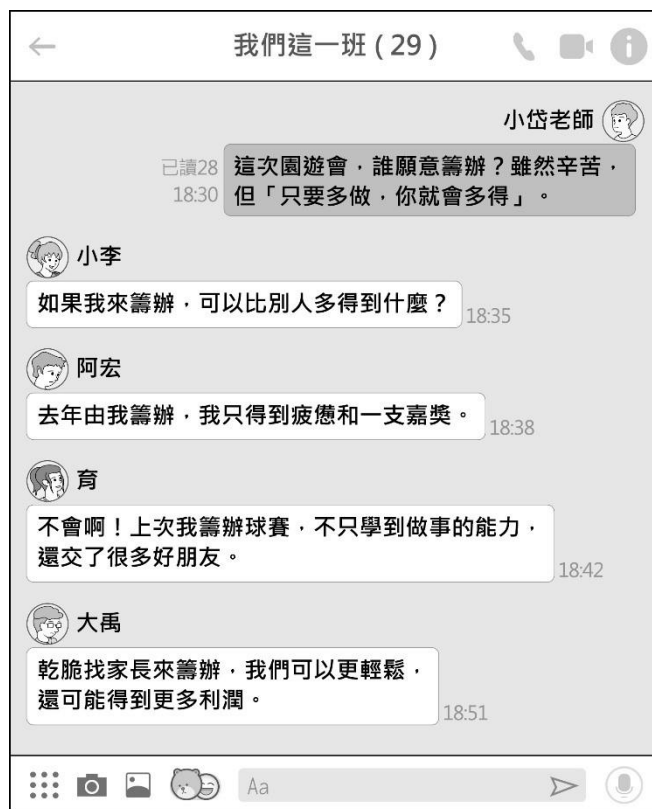 我們這一班(29)
小岱老師
已讀28
18:30
這次園遊會，誰願意籌辦？雖然辛苦，
但「只要多做，你就會多得」。
小李
如果我來籌辦，可以比別人多得到什麼？
18:35
阿宏
去年由我籌辦，我只得到疲憊和一支嘉獎。
18:38
育
不會啊！上次我籌辦球賽，不只學到做事的能力，
還交了很多好朋友。
18:42
大禹
乾脆找家長來籌辦，我們可以更輕鬆，
還可能得到更多利潤。
18:51
Aa